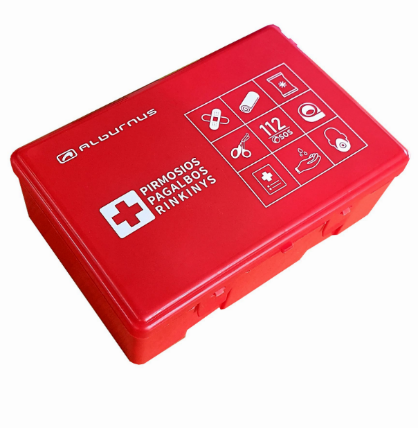 ALBURNUS
PIRMOSIOS
PAGALBOS
RINKINYS
112
SOS